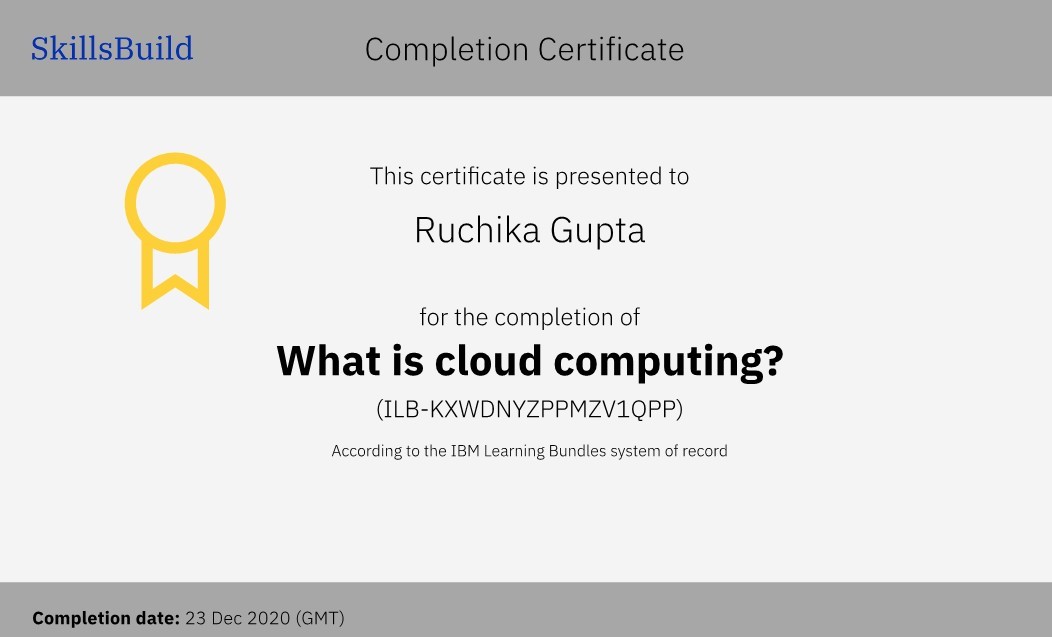 SkillsBuild
Completion Certificate
This certificate is presented to
Ruchika Gupta
for the completion of
What is cloud computing?
(ILB-KXWDNYZPPMZV1QPP)
According to the IBM Learning Bundles system of record
Completion date: 23 Dec 2020 (GMT)